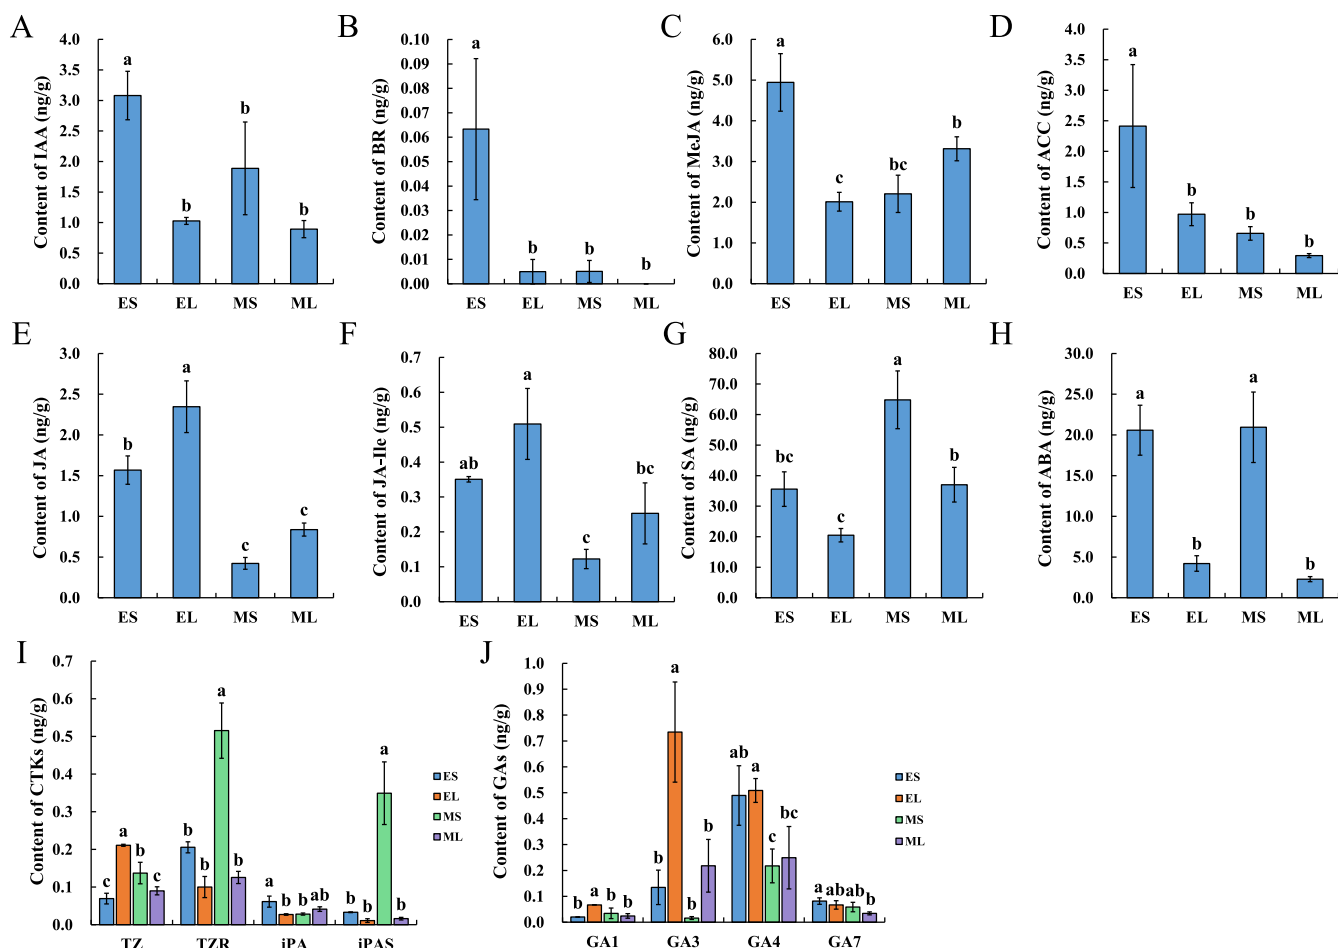 A
Content of IAA (ng/g)
4.0
3.5
3.0
2.5
2.0
1.5
1.0
0.5
0.0
a
b
b
b
ES EL MS ML
B
Content of BR (ng/g)
0.10
0.09
0.08
0.07
0.06
0.05
0.04
0.03
0.02
0.01
0.00
a
b
b
b
ES EL MS ML
C
Content of MeJA (ng/g)
6.0
5.0
4.0
3.0
2.0
1.0
0.0
a
c
bc
b
ES EL MS ML
D
Content of ACC (ng/g)
4.0
3.5
3.0
2.5
2.0
1.5
1.0
0.5
0.0
a
b
b
b
ES EL MS ML
E
Content of JA (ng/g)
3.0
2.5
2.0
1.5
1.0
0.5
0.0
b
a
c
c
ES EL MS ML
F
Content of JA-Ile (ng/g)
0.7
0.6
0.5
0.4
0.3
0.2
0.1
0.0
ab
a
c
bc
ES EL MS ML
G
Content of SA (ng/g)
80.0
70.0
60.0
50.0
40.0
30.0
20.0
10.0
0.0
bc
c
a
b
ES EL MS ML
H
Content of ABA (ng/g)
30.0
25.0
20.0
15.0
10.0
5.0
0.0
a
b
a
b
ES EL MS ML
I
Content of CTKs (ng/g)
0.7
0.6
0.5
0.4
0.3
0.2
0.1
0.0
c a b c
b b a b
a b b ab
b b a b
TZ TZR iPA iPAS
ES
EL
MS
ML
J
Content of GAs (ng/g)
1.0
0.9
0.8
0.7
0.6
0.5
0.4
0.3
0.2
0.1
0.0
b a b b
b a b b
ab a c bc
a ab ab b
GA1 GA3 GA4 GA7
ES
EL
MS
ML